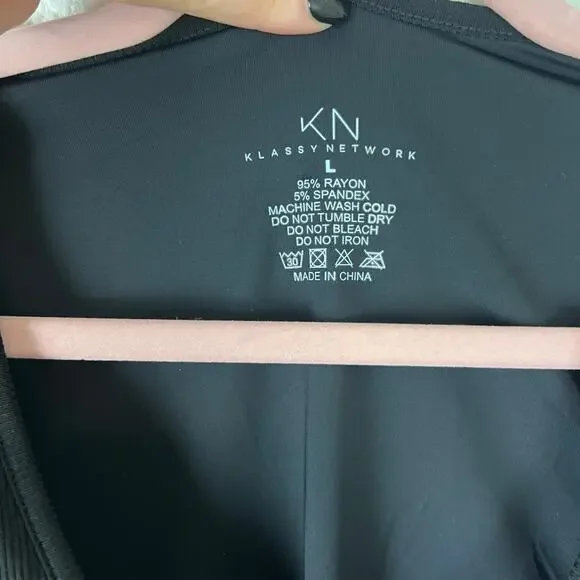 KN
KLASSY NETWORK
L
95% RAYON
5% SPANDEX
MACHINE WASH COLD
DO NOT TUMBLE DRY
DO NOT BLEACH
DO NOT IRON
30
MADE IN CHINA